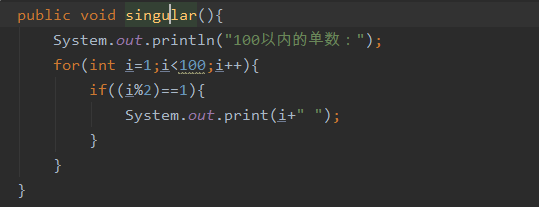 public void singular(){
System.out.println("100以内的单数：");
for(int i=1;i<100;i++){
if((i%2)==1){
System.out.print(i+" ");
}
}
}